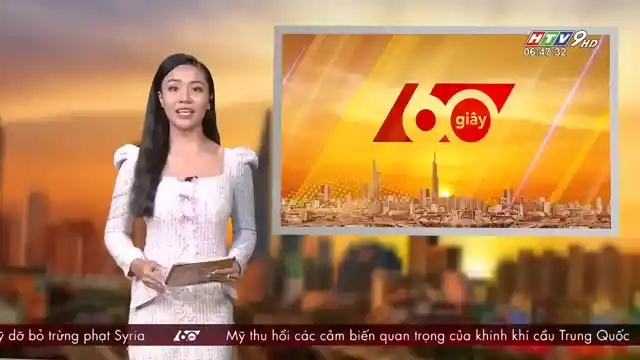 HTV9HD
06:47:32
60 giây
dỡ bỏ trừng phạt Syria 60 Mỹ thu hồi các cảm biến quan trọng của khinh khí cầu Trung Quốc